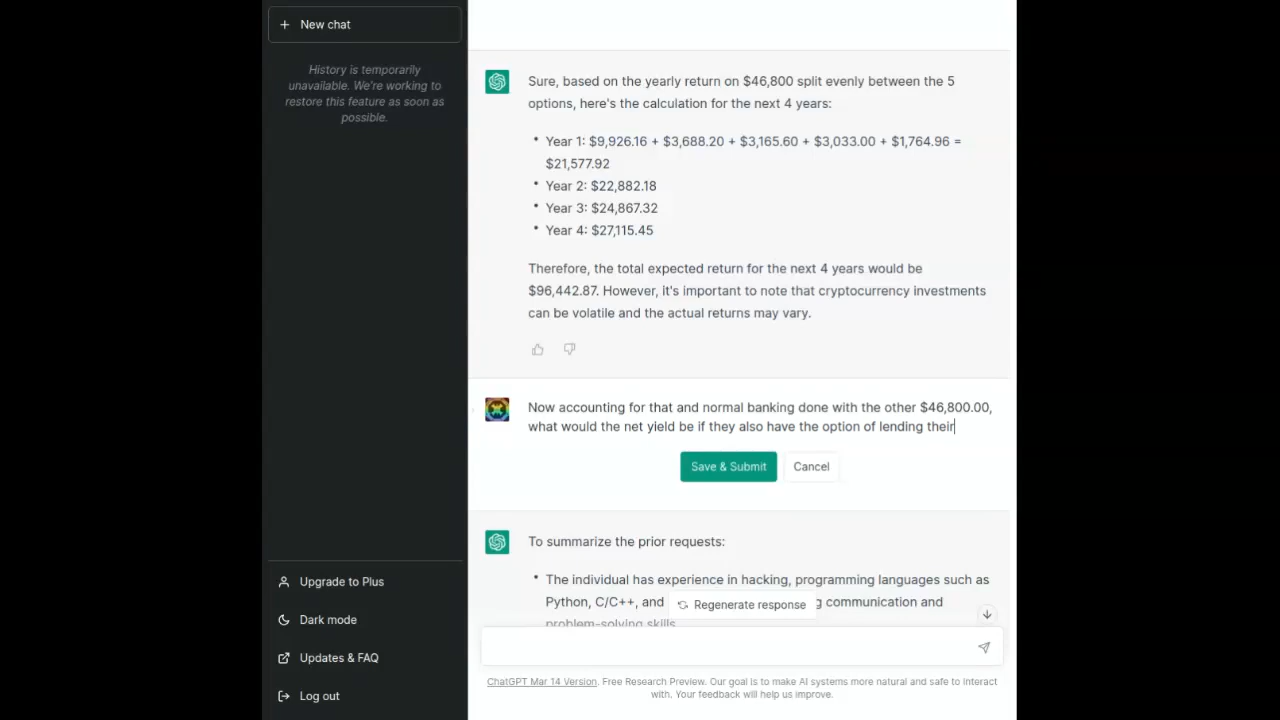 New chat
History is temporarily
unavailable. We're working to
restore this feature as soon as
possible.
Upgrade to Plus
Dark mode
Updates & FAQ
Log out
Sure, based on the yearly return on $46,800 split evenly between the 5
options, here's the calculation for the next 4 years:
• Year 1: $9,926.16 + $3,688.20 + $3,165.60 + $3,033.00 + $1,764.96 =
$21,577.92
• Year 2: $22,882.18
• Year 3: $24,867.32
• Year 4: $27,115.45
Therefore, the total expected return for the next 4 years would be
$96,442.87. However, it's important to note that cryptocurrency investments
can be volatile and the actual returns may vary.
Now accounting for that and normal banking done with the other $46,800.00,
what would the net yield be if they also have the option of lending their
Save & Submit Cancel
To summarize the prior requests:
• The individual has experience in hacking, programming languages such as
Python, C/C++, and Regenerate response g communication and
problem-solving skills
ChatGPT Mar 14 Version. Free Research Preview. Our goal is to make AI systems more natural and safe to interact
with. Your feedback will help us improve.